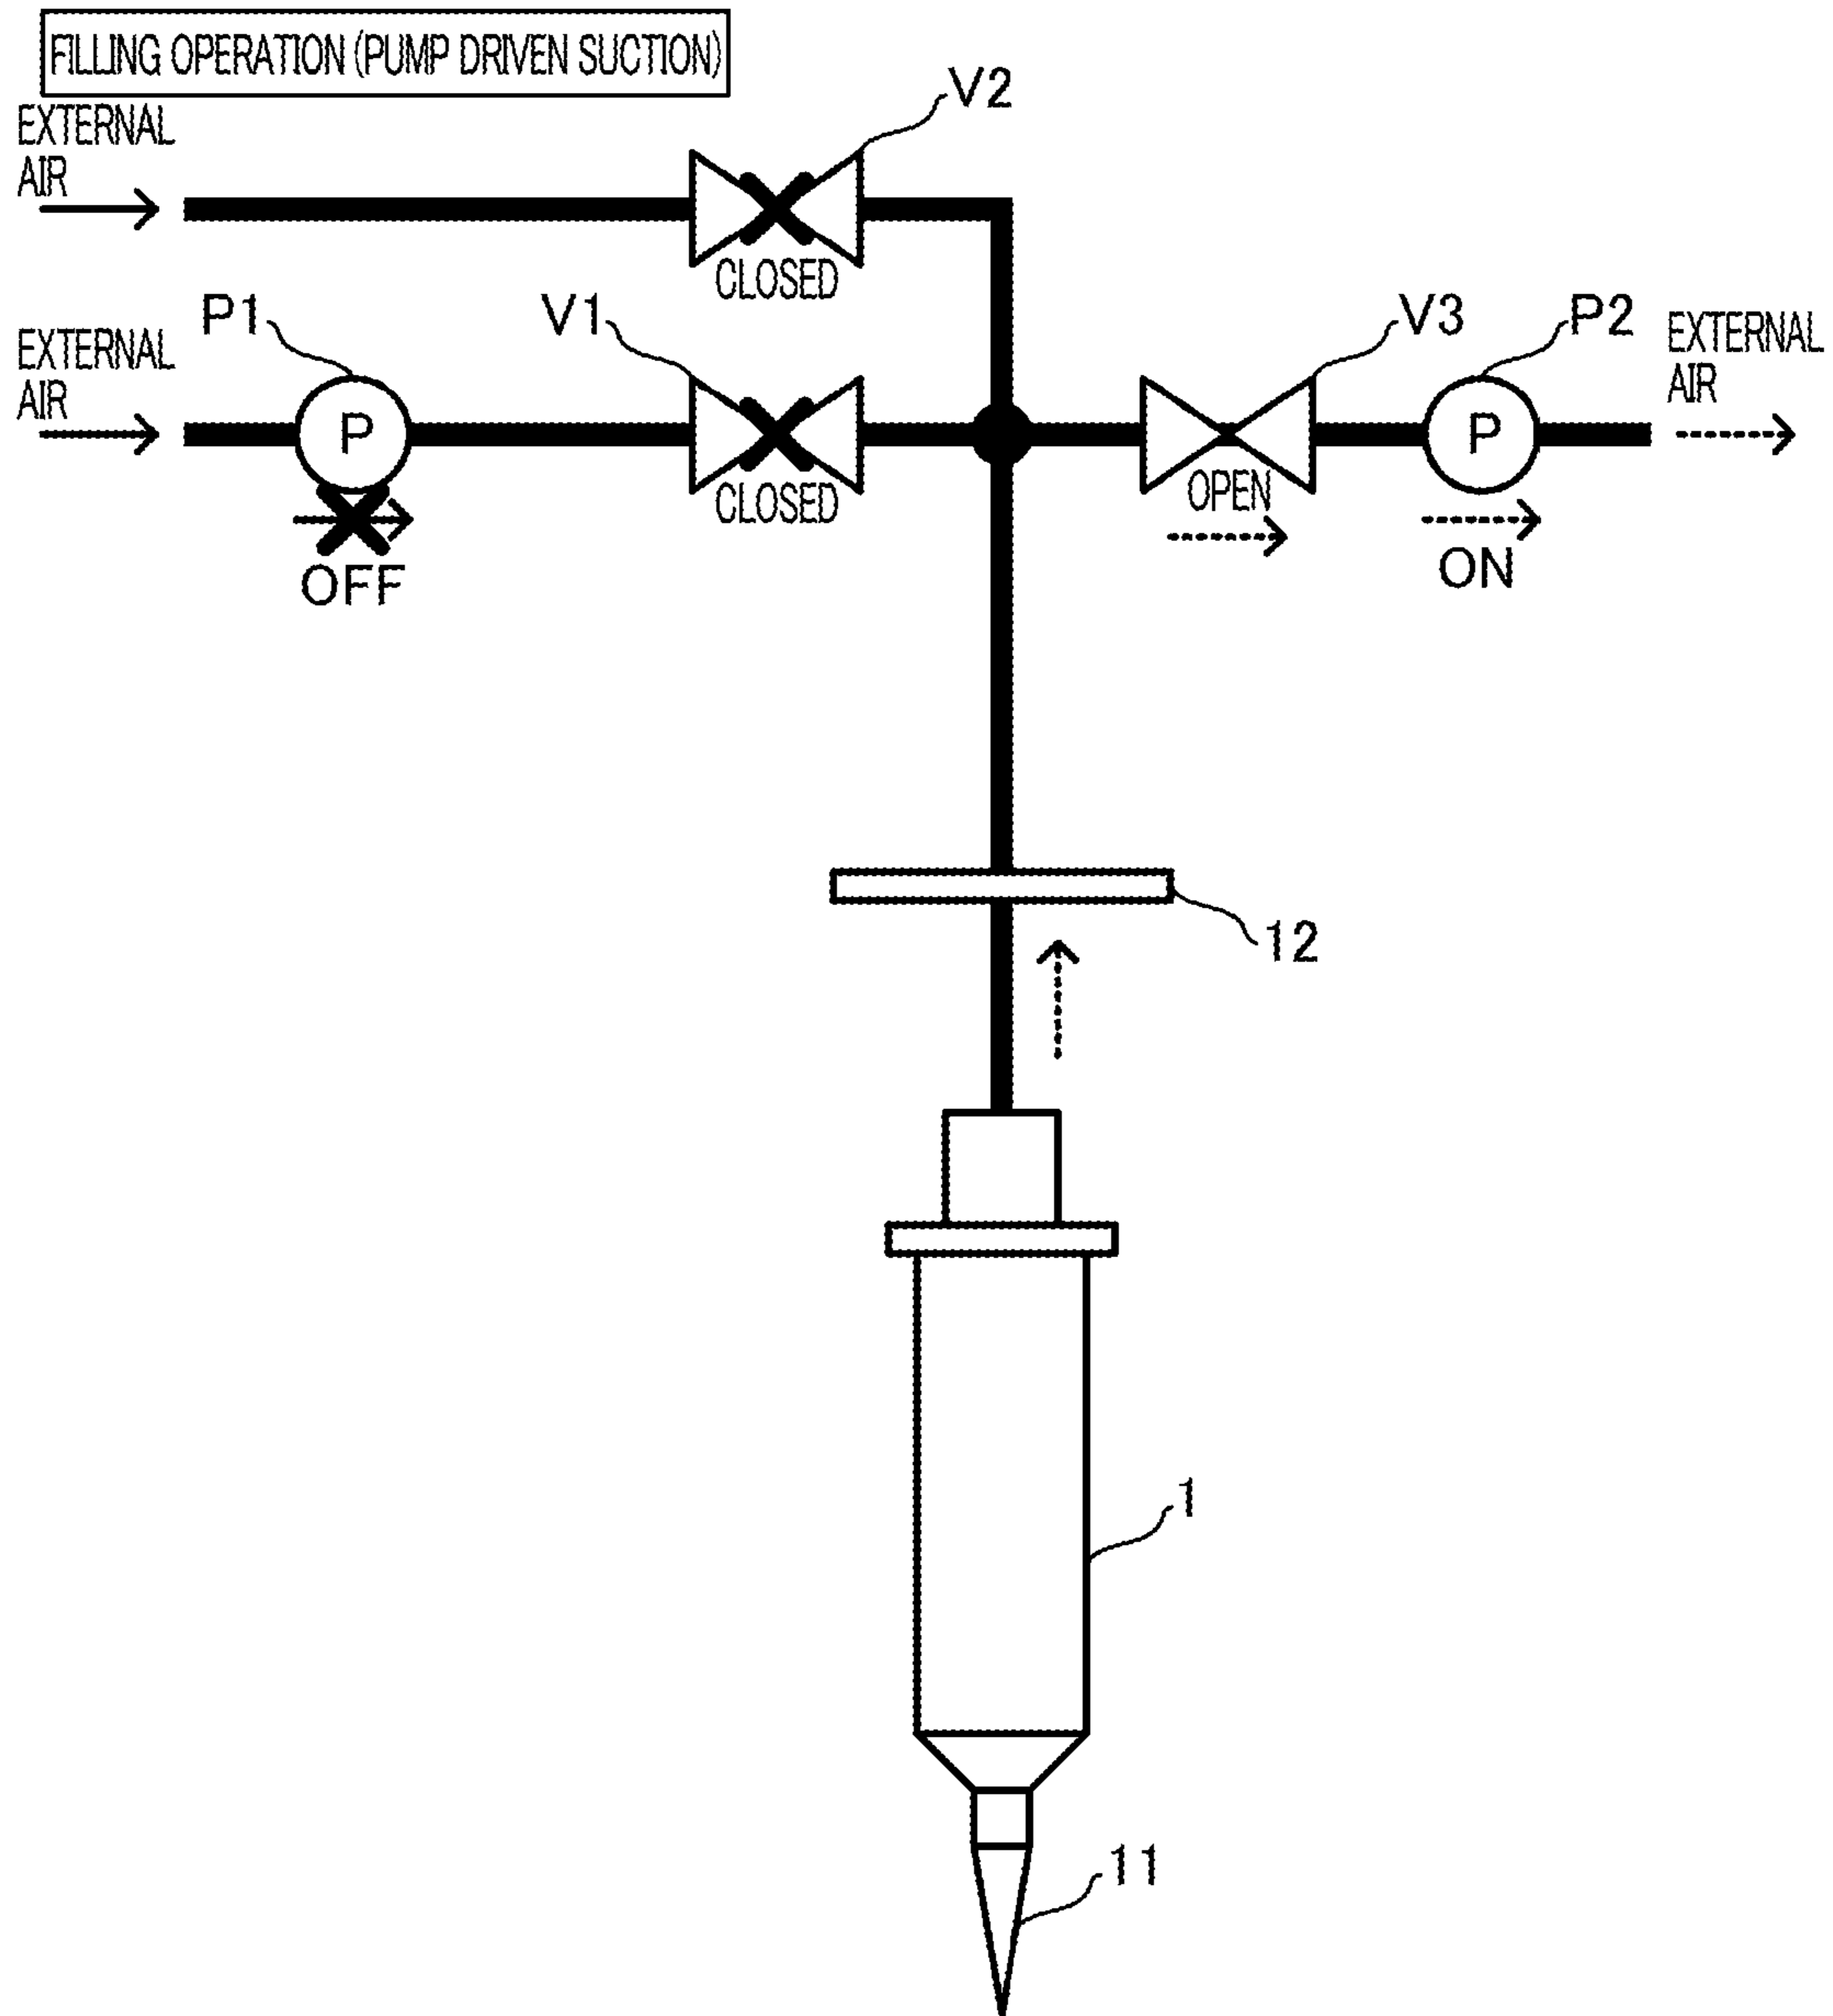 FILLING OPERATION (PUMP DRIVEN SUCTION)
V2
EXTERNAL
AIR
CLOSED
P1
V1
V3
P2
EXTERNAL
AIR
EXTERNAL
AIR
P
P
CLOSED
OPEN
OFF
ON
12
1
11